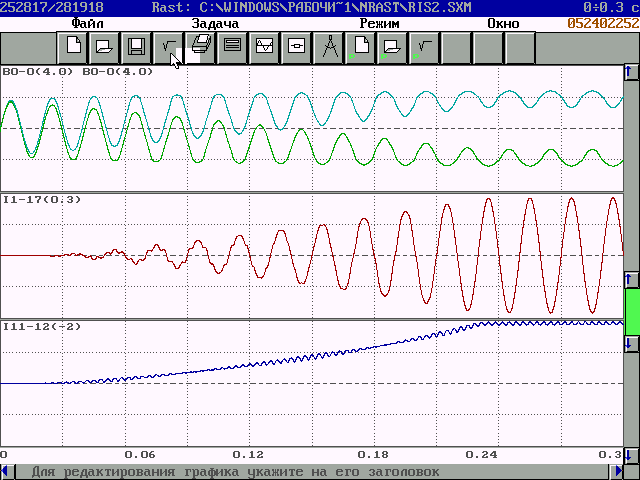 252817/281918 Rast: C:\WINDOWS\РАБОЧИ~1\NRAST\RIS2.SXM 0÷0.3 с
Файл Задача Режим Окно 052402252
B0-0(4.0) B0-0(4.0)
I1-17(0.3)
I11-12(-2)
0 0.06 0.12 0.18 0.24 0.3
Для редактирования графика укажите на его заголовок